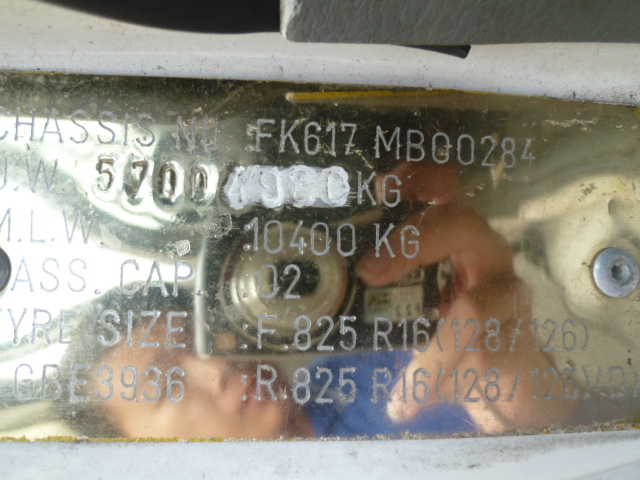 CHASSIS NO :FK617 MB00284
U.W. 5700 KG
M.L.W. :10400 KG
PASS. CAP. :02
TYRE SIZE :F.825 R16(128/126)
GBE3936 :R.825 R16(128/126)(D)